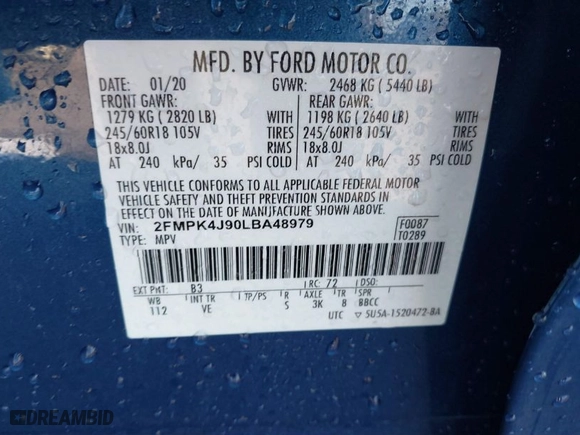 MFD. BY FORD MOTOR CO.
DATE: 01/20 GVWR: 2468 KG ( 5440 LB)
FRONT GAWR: REAR GAWR:
1279 KG ( 2820 LB) WITH 1198 KG ( 2640 LB) WITH
245/60R18 105V TIRES 245/60R18 105V TIRES
18x8.0J RIMS 18x8.0J RIMS
AT 240 kPa/ 35 PSI COLD AT 240 kPa/ 35 PSI COLD
THIS VEHICLE CONFORMS TO ALL APPLICABLE FEDERAL MOTOR
VEHICLE SAFETY AND THEFT PREVENTION STANDARDS IN
EFFECT ON THE DATE OF MANUFACTURE SHOWN ABOVE.
VIN: 2FMPK4J90LBA48979 F0087
TYPE: MPV T0289
EXT PNT: B3 RC: 72 DSO:
WB INT TR TP/PS R AXLE TR SPR
112 VE S 3K 8 BBCC
UTC 5U5A-1520472-BA
DREAMBID